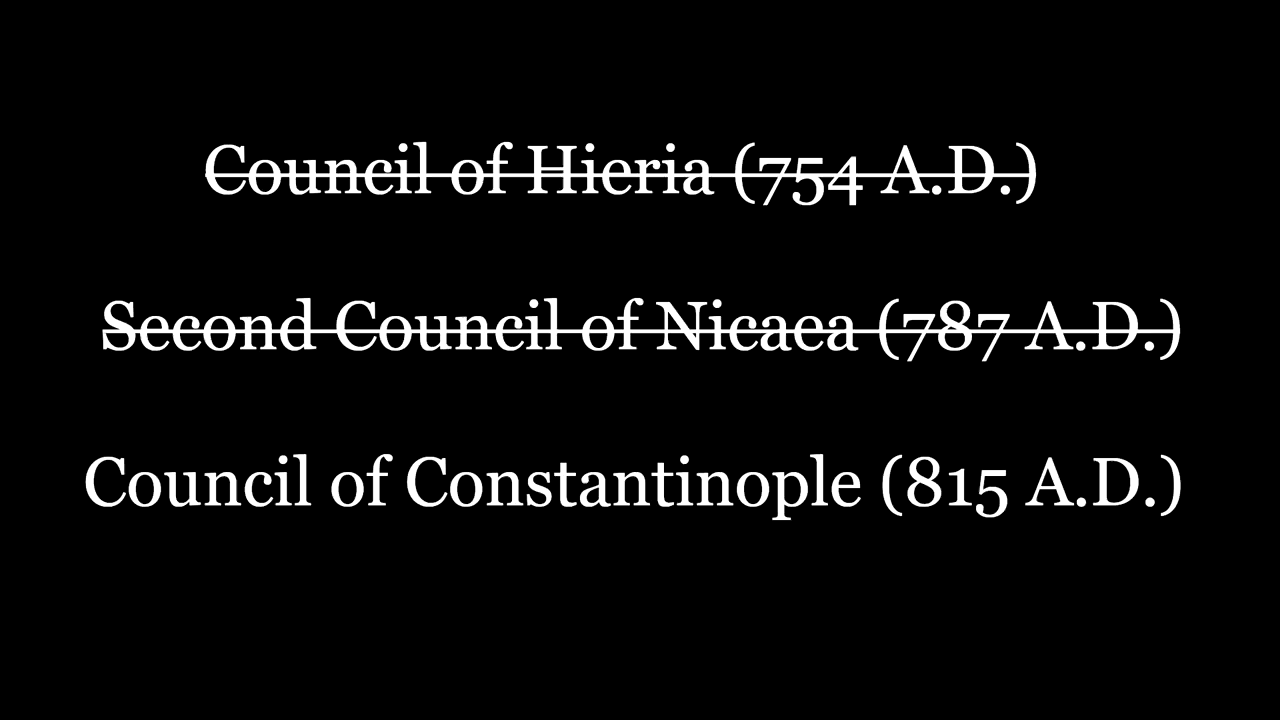 Council of Hieria (754 A.D.)
Second Council of Nicaea (787 A.D.)
Council of Constantinople (815 A.D.)